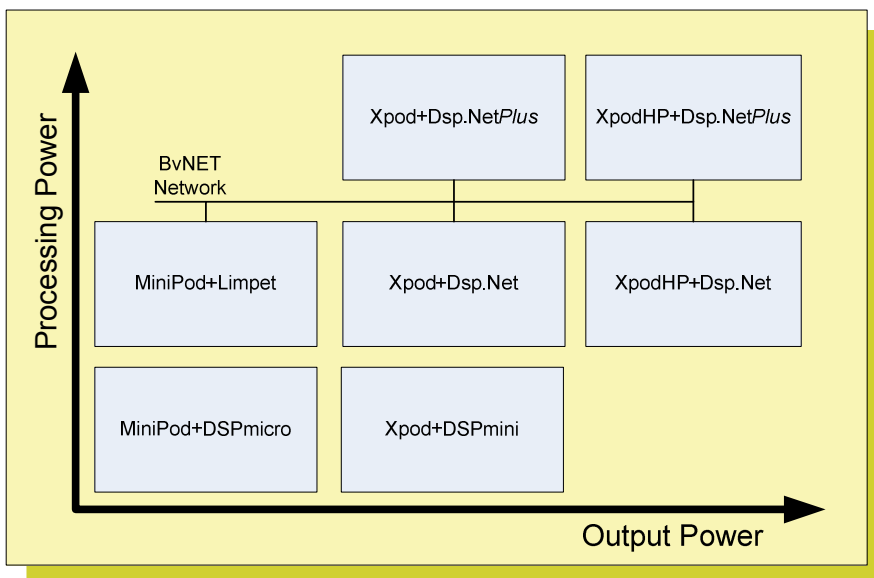 Xpod+Dsp.NetPlus
XpodHP+Dsp.NetPlus
BvNET
Network
Processing Power
MiniPod+Limpet
Xpod+Dsp.Net
XpodHP+Dsp.Net
MiniPod+DSPmicro
Xpod+DSPmini
Output Power